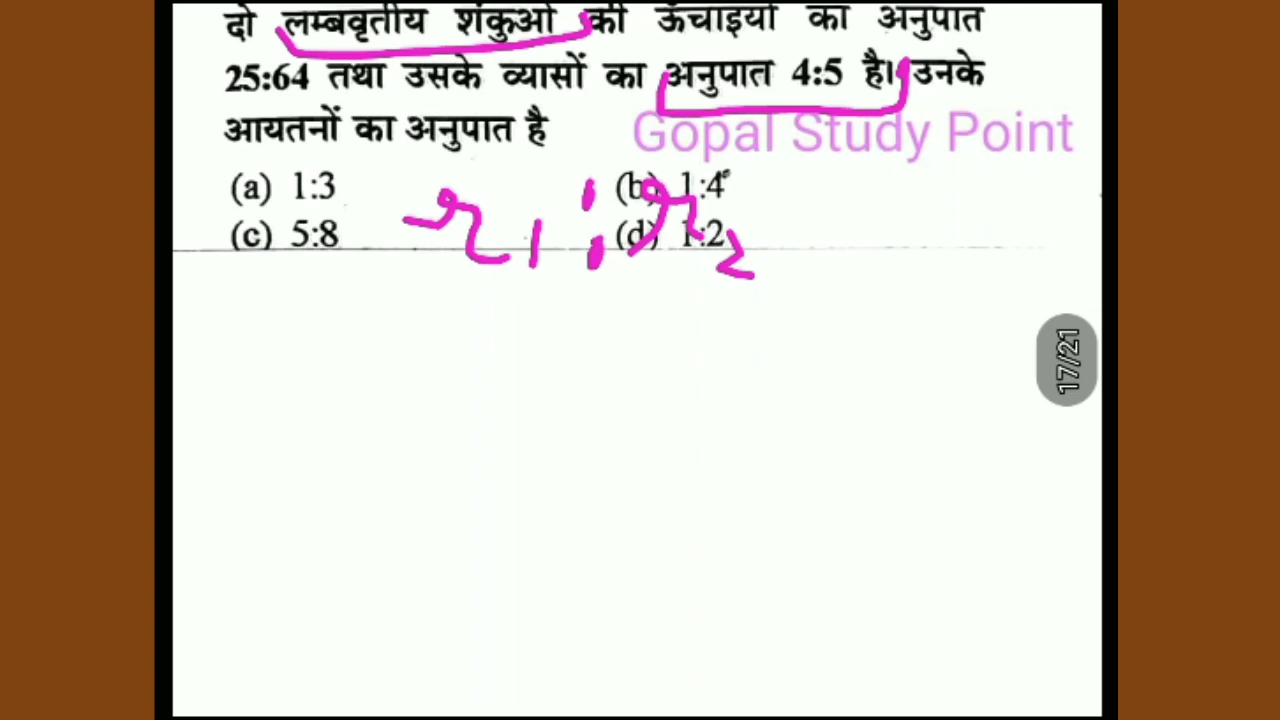 दो लम्बवृतीय शंकुओं की ऊँचाइयों का अनुपात
25:64 तथा उसके व्यासों का अनुपात 4:5 है। उनके
आयतनों का अनुपात है
Gopal Study Point
(a) 1:3 (b) 1:4
(c) 5:8 (d) 1:2
r1 : r2
17/21